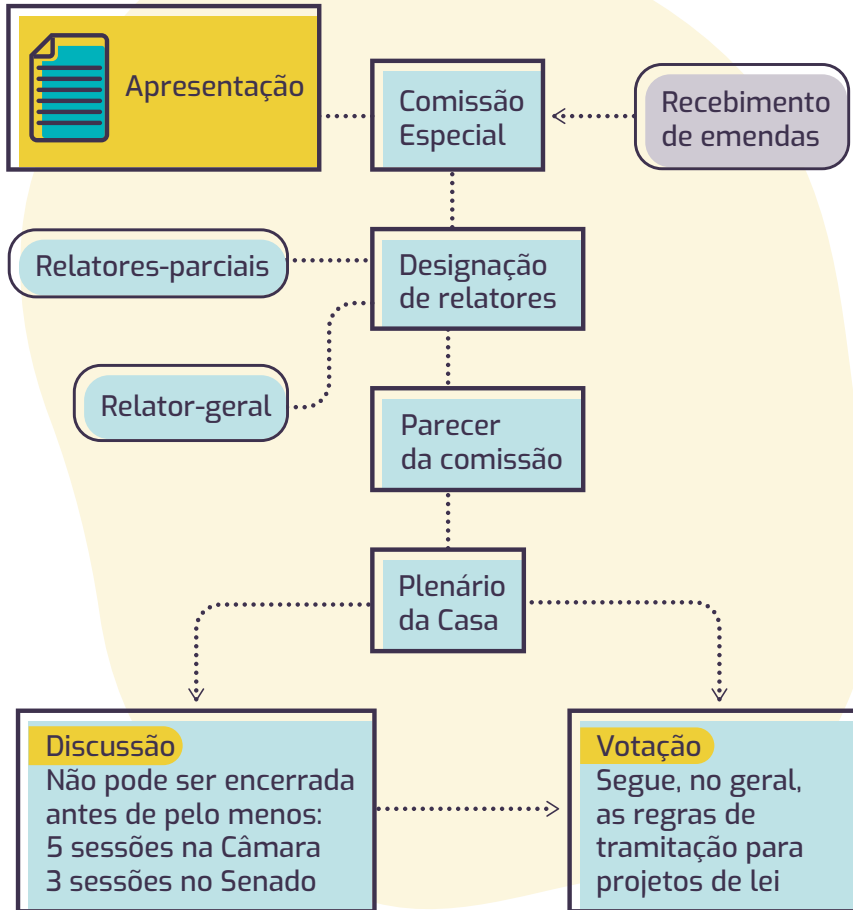 Apresentação
Comissão
Especial
Recebimento
de emendas
Relatores-parciais
Designação
de relatores
Relator-geral
Parecer
da comissão
Plenário
da Casa
Discussão
Não pode ser encerrada
antes de pelo menos:
5 sessões na Câmara
3 sessões no Senado
Votação
Segue, no geral,
as regras de
tramitação para
projetos de lei